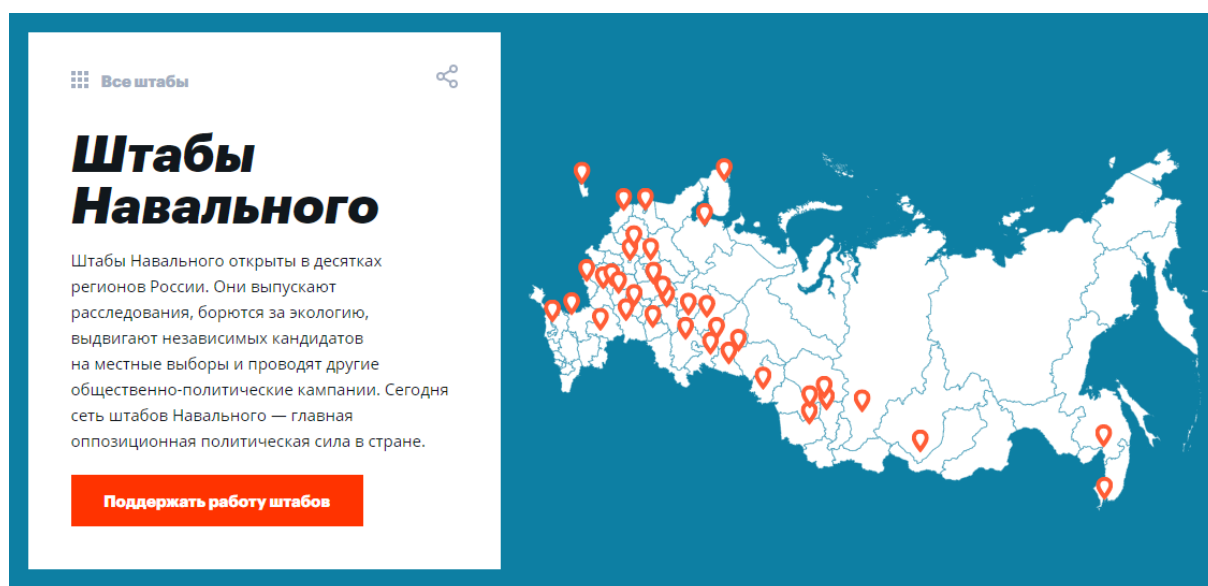 Все штабы
Штабы
Навального
Штабы Навального открыты в десятках
регионов России. Они выпускают
расследования, борются за экологию,
выдвигают независимых кандидатов
на местные выборы и проводят другие
общественно-политические кампании. Сегодня
сеть штабов Навального — главная
оппозиционная политическая сила в стране.
Поддержать работу штабов